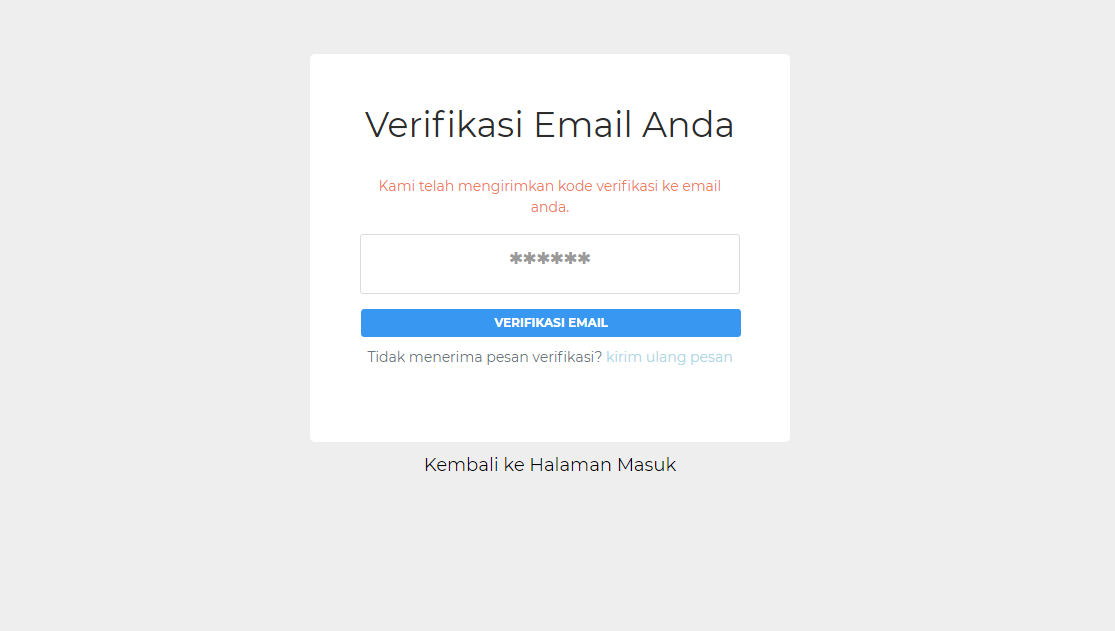 Verifikasi Email Anda
Kami telah mengirimkan kode verifikasi ke email
anda.
******
VERIFIKASI EMAIL
Tidak menerima pesan verifikasi? kirim ulang pesan
Kembali ke Halaman Masuk